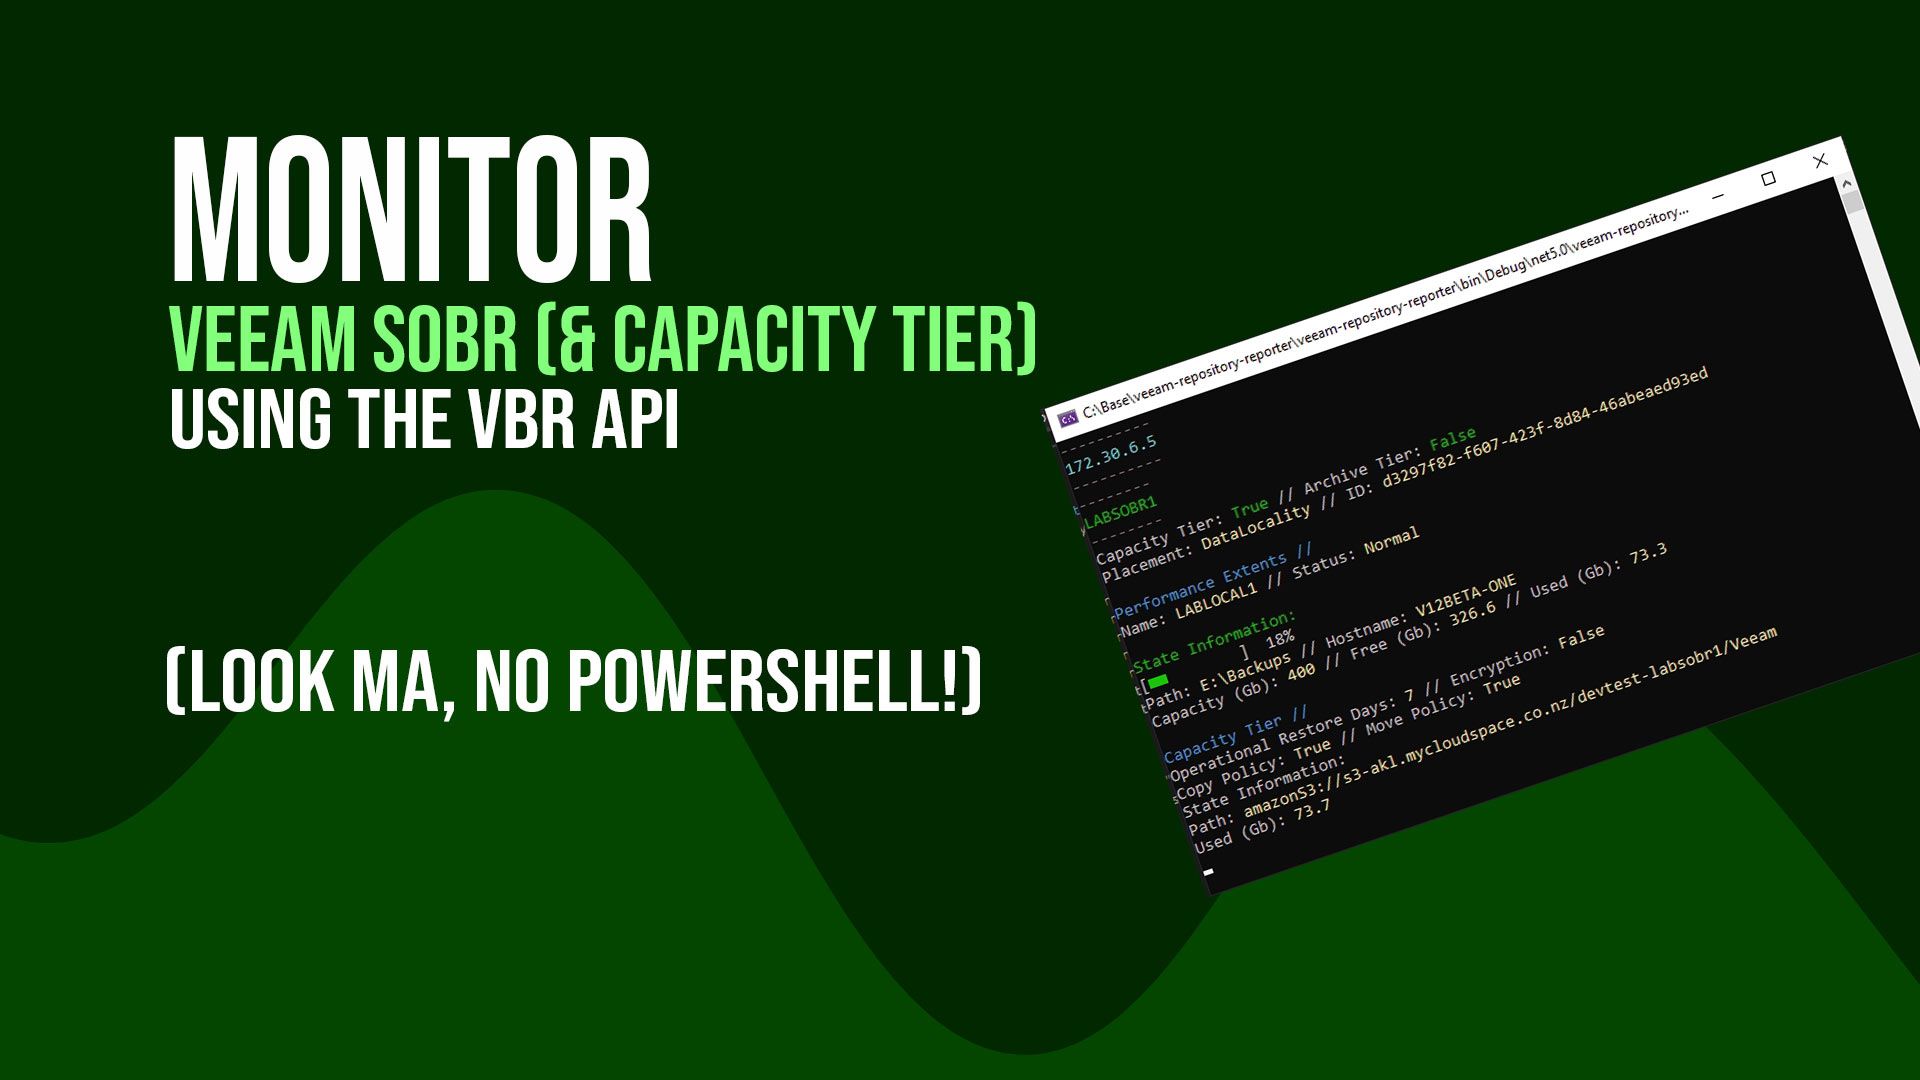 MONITOR
VEEAM SOBR (& CAPACITY TIER)
USING THE VBR API
(LOOK MA, NO POWERSHELL!)
C:\Base\veeam-repository-reporter\veeam-repository-reporter\bin\Debug\net5.0\veeam-repository...
----------
172.30.6.5
----------
--------
LABSOBR1
--------
Capacity Tier: True // Archive Tier: False
Placement: DataLocality // ID: d3297f82-f607-423f-8d84-46abeaed93ed
Performance Extents //
Name: LABLOCAL1 // Status: Normal
State Information:
[ ] 18%
Path: E:\Backups // Hostname: V12BETA-ONE
Capacity (Gb): 400 // Free (Gb): 326.6 // Used (Gb): 73.3
Capacity Tier //
Operational Restore Days: 7 // Encryption: False
Copy Policy: True // Move Policy: True
State Information:
Path: amazonS3://s3-akl.mycloudspace.co.nz/devtest-labsobr1/Veeam
Used (Gb): 73.7